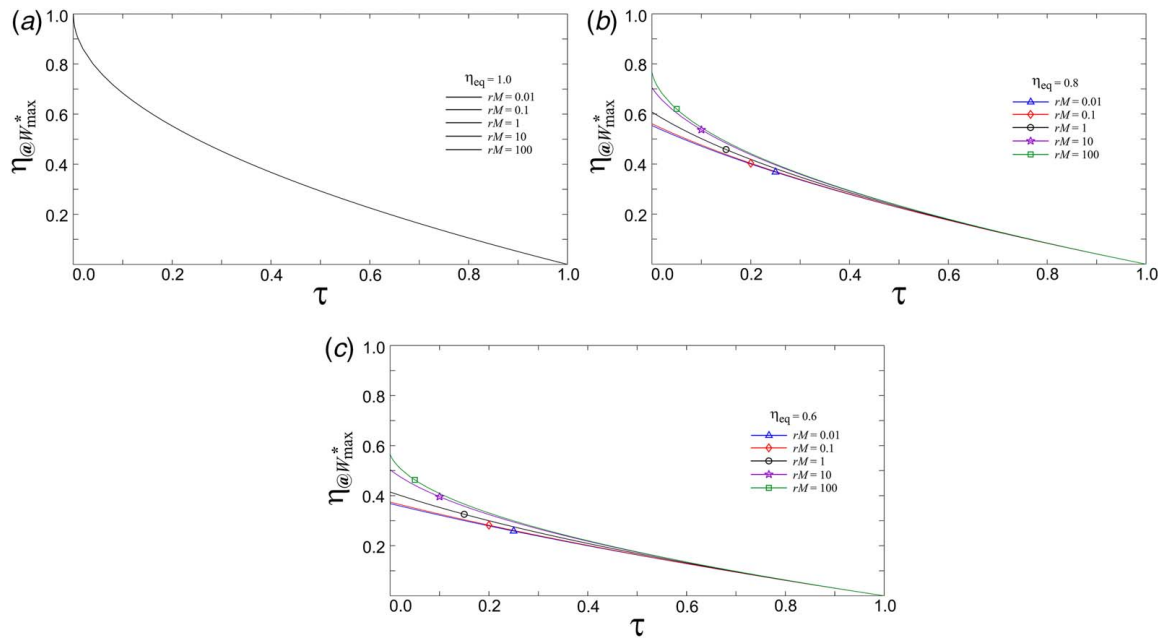 (a)
1.0
0.8
0.6
0.4
0.2
η@W*max
0.0 0.2 0.4 0.6 0.8 1.0
τ
ηeq = 1.0
rM = 0.01
rM = 0.1
rM = 1
rM = 10
rM = 100
(b)
1.0
0.8
0.6
0.4
0.2
η@W*max
0.0 0.2 0.4 0.6 0.8 1.0
τ
ηeq = 0.8
rM = 0.01
rM = 0.1
rM = 1
rM = 10
rM = 100
(c)
1.0
0.8
0.6
0.4
0.2
η@W*max
0.0 0.2 0.4 0.6 0.8 1.0
τ
ηeq = 0.6
rM = 0.01
rM = 0.1
rM = 1
rM = 10
rM = 100